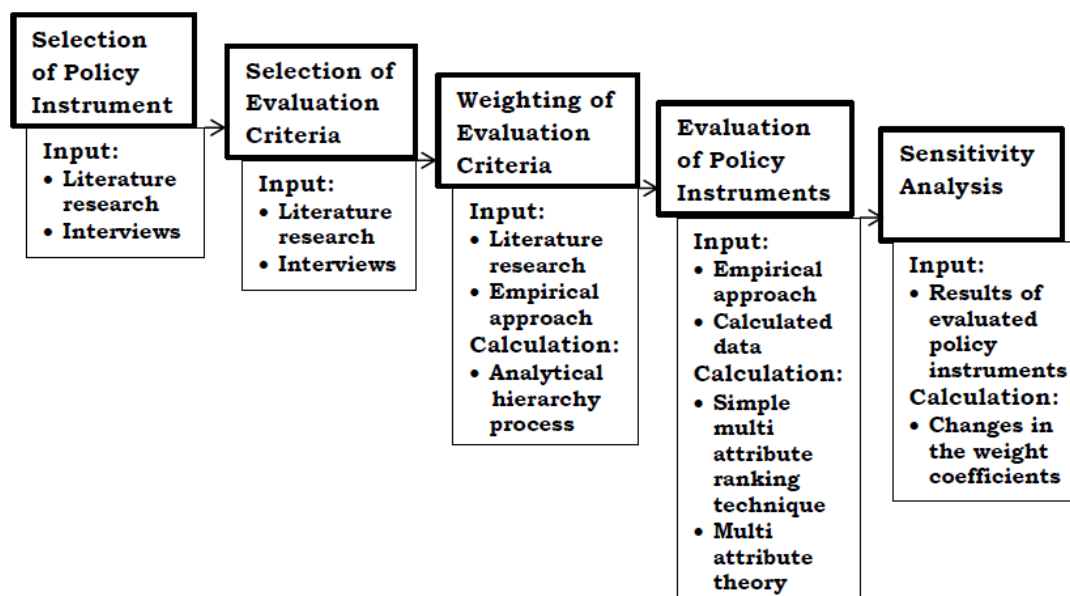 Selection
of Policy
Instrument
Input:
• Literature
research
• Interviews
Selection of
Evaluation
Criteria
Input:
• Literature
research
• Interviews
Weighting of
Evaluation
Criteria
Input:
• Literature
research
• Empirical
approach
Calculation:
• Analytical
hierarchy
process
Evaluation
of Policy
Instruments
Input:
• Empirical
approach
• Calculated
data
Calculation:
• Simple
multi
attribute
ranking
technique
• Multi
attribute
theory
Sensitivity
Analysis
Input:
• Results of
evaluated
policy
instruments
Calculation:
• Changes in
the weight
coefficients